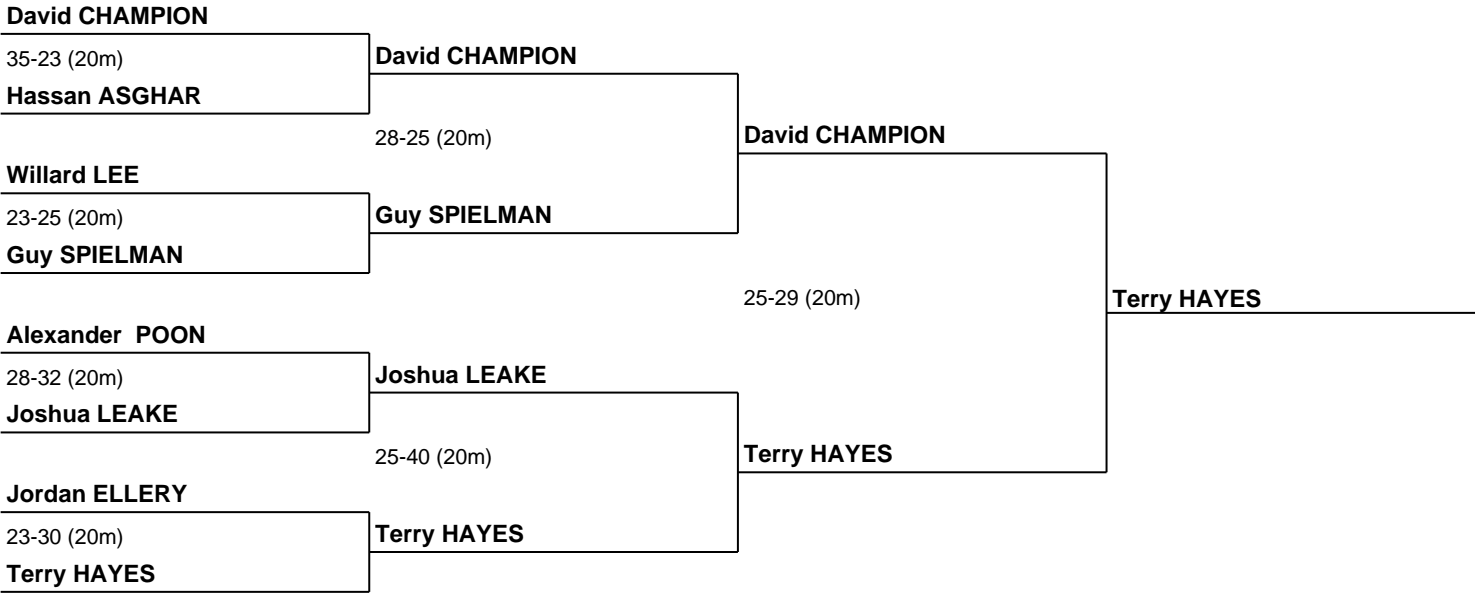 David CHAMPION
35-23 (20m)
David CHAMPION
Hassan ASGHAR
28-25 (20m)
David CHAMPION
Willard LEE
23-25 (20m)
Guy SPIELMAN
Guy SPIELMAN
25-29 (20m)
Terry HAYES
Alexander  POON
28-32 (20m)
Joshua LEAKE
Joshua LEAKE
25-40 (20m)
Terry HAYES
Jordan ELLERY
23-30 (20m)
Terry HAYES
Terry HAYES